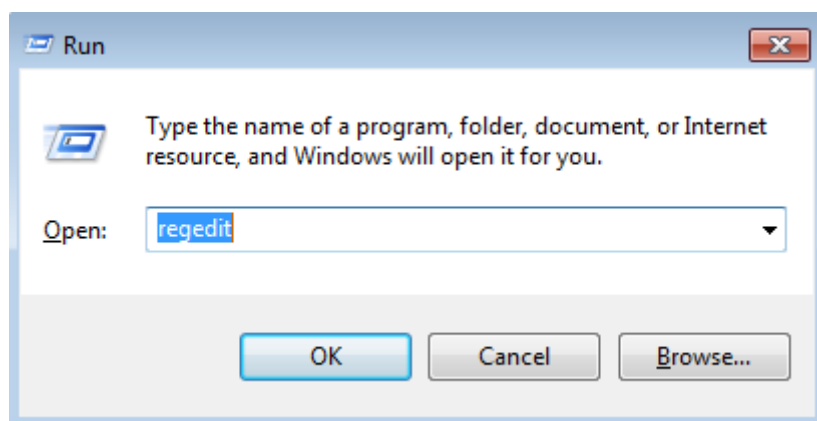 Run
Type the name of a program, folder, document, or Internet
resource, and Windows will open it for you.
Open: regedit
OK Cancel Browse...